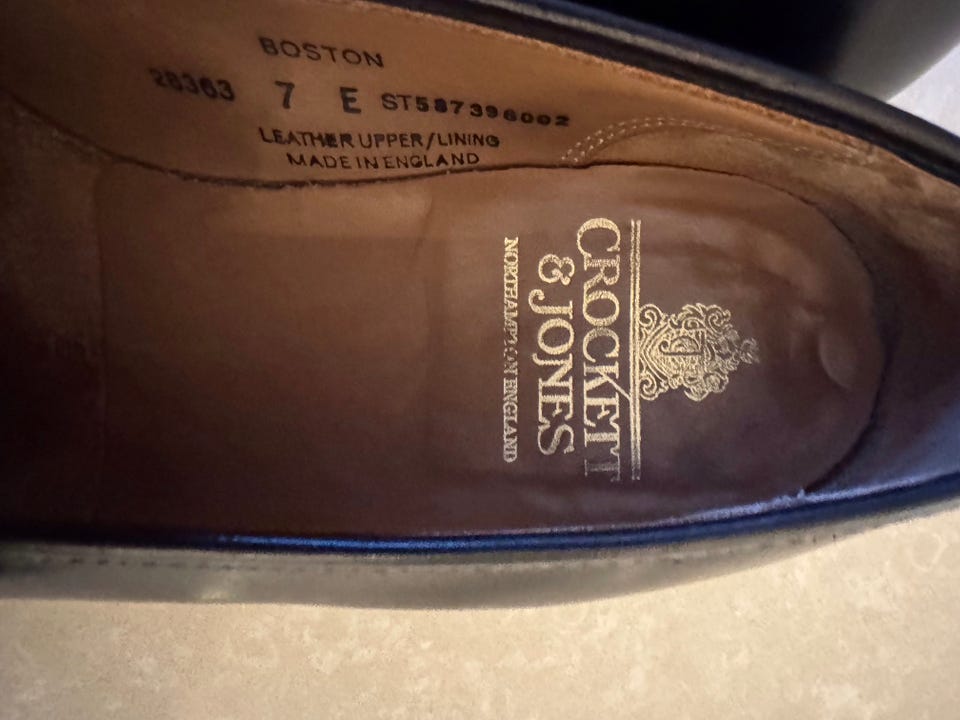 BOSTON
28363 7 E ST587396002
LEATHER UPPER/LINING
MADE IN ENGLAND
CROCKETT
& JONES
NORTHAMPTON ENGLAND